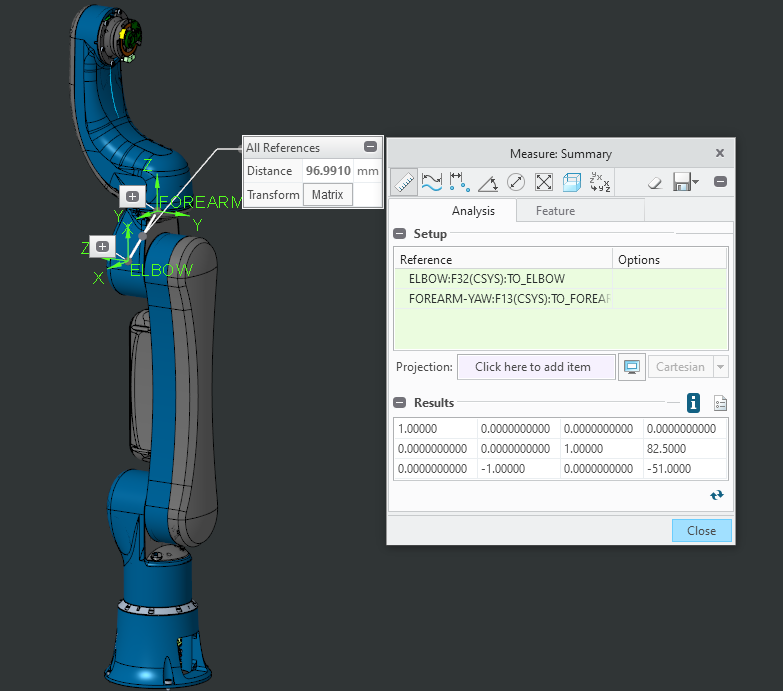 All References
Distance 96.9910 mm
Transform Matrix
Z
FOREARM
Y
Y
X
Z
ELBOW
X
Measure: Summary
Analysis Feature
Setup
Reference Options
ELBOW:F32(CSYS):TO_ELBOW
FOREARM-YAW:F13(CSYS):TO_FOREAR
Projection: Click here to add item Cartesian
Results
1.00000 0.0000000000 0.0000000000 0.0000000000
0.0000000000 0.0000000000 1.00000 82.5000
0.0000000000 -1.00000 0.0000000000 -51.0000
Close